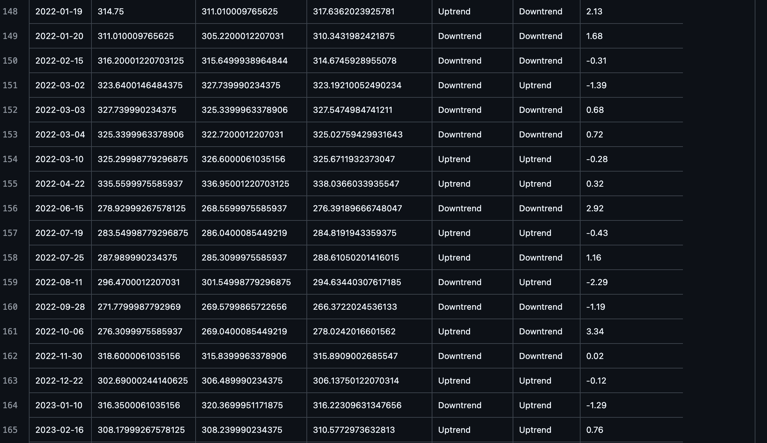 148 2022-01-19 314.75 311.010009765625 317.6362023925781 Uptrend Downtrend 2.13
149 2022-01-20 311.010009765625 305.2200012207031 310.3431982421875 Downtrend Downtrend 1.68
150 2022-02-15 316.20001220703125 315.6499938964844 314.6745928955078 Downtrend Downtrend -0.31
151 2022-03-02 323.6400146484375 327.739990234375 323.19210052490234 Downtrend Uptrend -1.39
152 2022-03-03 327.739990234375 325.3399963378906 327.5474984741211 Downtrend Downtrend 0.68
153 2022-03-04 325.3399963378906 322.7200012207031 325.02759429931643 Downtrend Downtrend 0.72
154 2022-03-10 325.29998779296875 326.6000061035156 325.6711932373047 Uptrend Uptrend -0.28
155 2022-04-22 335.5599975585937 336.95001220703125 338.0366033935547 Uptrend Uptrend 0.32
156 2022-06-15 278.92999267578125 268.5599975585937 276.39189666748047 Downtrend Downtrend 2.92
157 2022-07-19 283.54998779296875 286.0400085449219 284.8191943359375 Uptrend Uptrend -0.43
158 2022-07-25 287.989990234375 285.3099975585937 288.61050201416015 Uptrend Downtrend 1.16
159 2022-08-11 296.4700012207031 301.54998779296875 294.63440307617185 Downtrend Uptrend -2.29
160 2022-09-28 271.7799987792969 269.5799865722656 266.3722024536133 Downtrend Downtrend -1.19
161 2022-10-06 276.3099975585937 269.0400085449219 278.0242016601562 Uptrend Downtrend 3.34
162 2022-11-30 318.6000061035156 315.8399963378906 315.8909002685547 Downtrend Downtrend 0.02
163 2022-12-22 302.69000244140625 306.489990234375 306.13750122070314 Uptrend Uptrend -0.12
164 2023-01-10 316.3500061035156 320.3699951171875 316.22309631347656 Downtrend Uptrend -1.29
165 2023-02-16 308.17999267578125 308.239990234375 310.5772973632813 Uptrend Uptrend 0.76